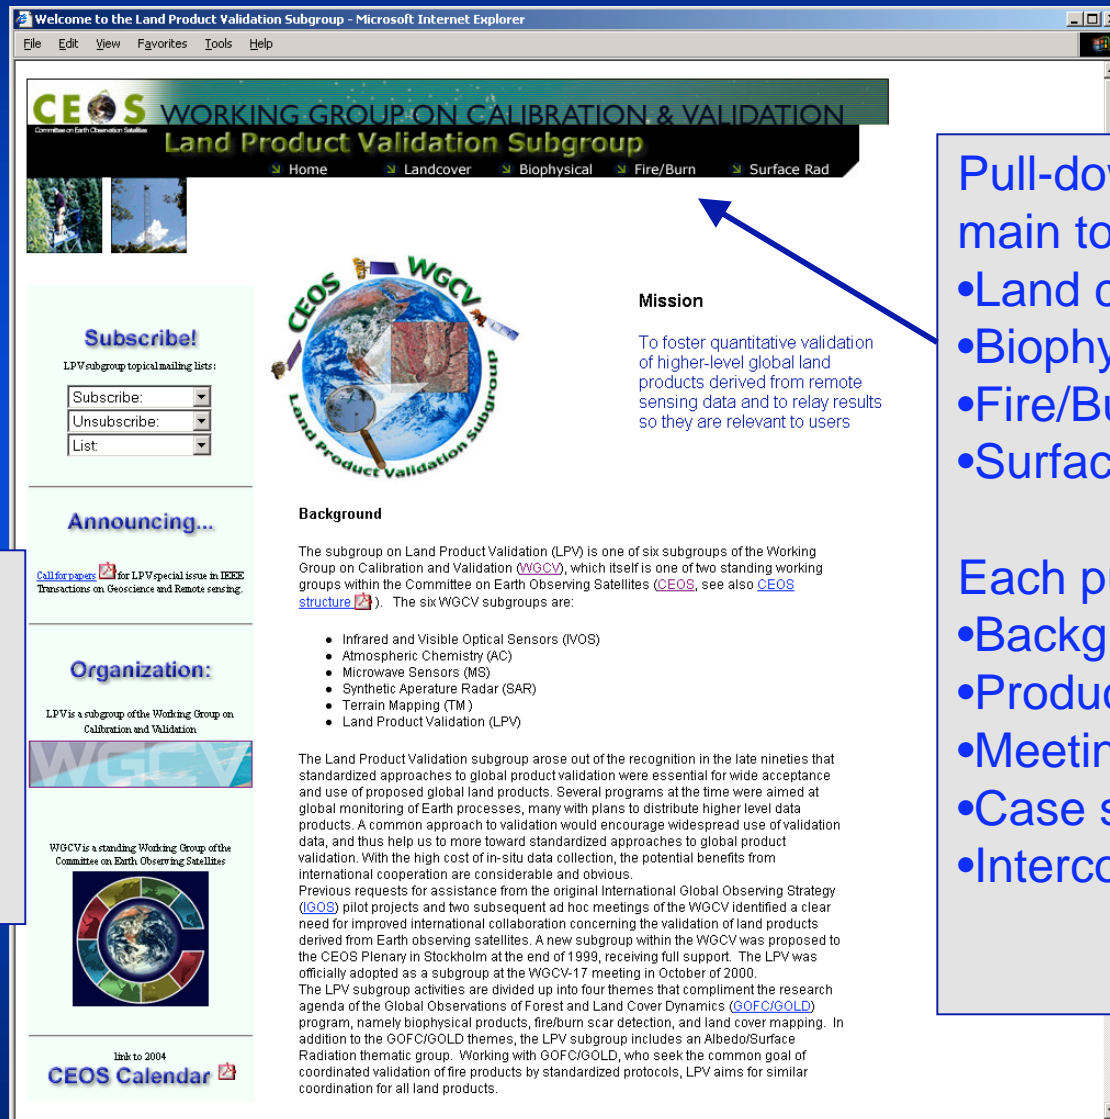 Welcome to the Land Product Validation Subgroup - Microsoft Internet Explorer
File Edit View Favorites Tools Help
CEOS WORKING GROUP ON CALIBRATION & VALIDATION
Committee on Earth Observation Satellites
Land Product Validation Subgroup
Home Landcover Biophysical Fire/Burn Surface Rad
CEOS WGCV
Land Product Validation Subgroup
Mission
To foster quantitative validation
of higher-level global land
products derived from remote
sensing data and to relay results
so they are relevant to users
Subscribe!
LPV subgroup topical mailing lists:
Subscribe:
Unsubscribe:
List:
Announcing...
Call for papers for LPV special issue in IEEE
Transactions on Geoscience and Remote sensing.
Organization:
LPV is a subgroup of the Working Group on
Calibration and Validation
WGCV
WGCV is a standing Working Group of the
Committee on Earth Observing Satellites
link to 2004
CEOS Calendar
Background
The subgroup on Land Product Validation (LPV) is one of six subgroups of the Working
Group on Calibration and Validation (WGCV), which itself is one of two standing working
groups within the Committee on Earth Observing Satellites (CEOS, see also CEOS
structure ). The six WGCV subgroups are:
• Infrared and Visible Optical Sensors (IVOS)
• Atmospheric Chemistry (AC)
• Microwave Sensors (MS)
• Synthetic Aperature Radar (SAR)
• Terrain Mapping (TM )
• Land Product Validation (LPV)
The Land Product Validation subgroup arose out of the recognition in the late nineties that
standardized approaches to global product validation were essential for wide acceptance
and use of proposed global land products. Several programs at the time were aimed at
global monitoring of Earth processes, many with plans to distribute higher level data
products. A common approach to validation would encourage widespread use of validation
data, and thus help us to more toward standardized approaches to global product
validation. With the high cost of in-situ data collection, the potential benefits from
international cooperation are considerable and obvious.
Previous requests for assistance from the original International Global Observing Strategy
(IGOS) pilot projects and two subsequent ad hoc meetings of the WGCV identified a clear
need for improved international collaboration concerning the validation of land products
derived from Earth observing satellites. A new subgroup within the WGCV was proposed to
the CEOS Plenary in Stockholm at the end of 1999, receiving full support. The LPV was
officially adopted as a subgroup at the WGCV-17 meeting in October of 2000.
The LPV subgroup activities are divided up into four themes that compliment the research
agenda of the Global Observations of Forest and Land Cover Dynamics (GOFC/GOLD)
program, namely biophysical products, fire/burn scar detection, and land cover mapping. In
addition to the GOFC/GOLD themes, the LPV subgroup includes an Albedo/Surface
Radiation thematic group. Working with GOFC/GOLD, who seek the common goal of
coordinated validation of fire products by standardized protocols, LPV aims for similar
coordination for all land products.
Pull-do
main to
•Land
•Biophy
•Fire/B
•Surfac
Each p
•Backg
•Produ
•Meetin
•Case
•Interco